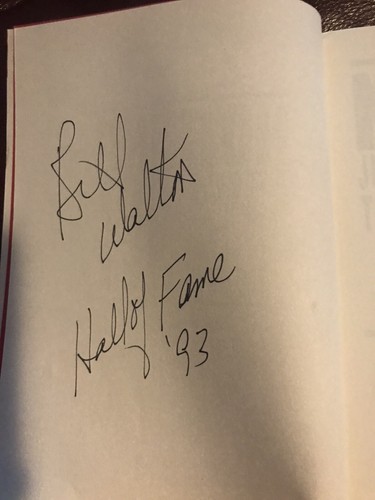 Bill
Walton
Hall of Fame
'93